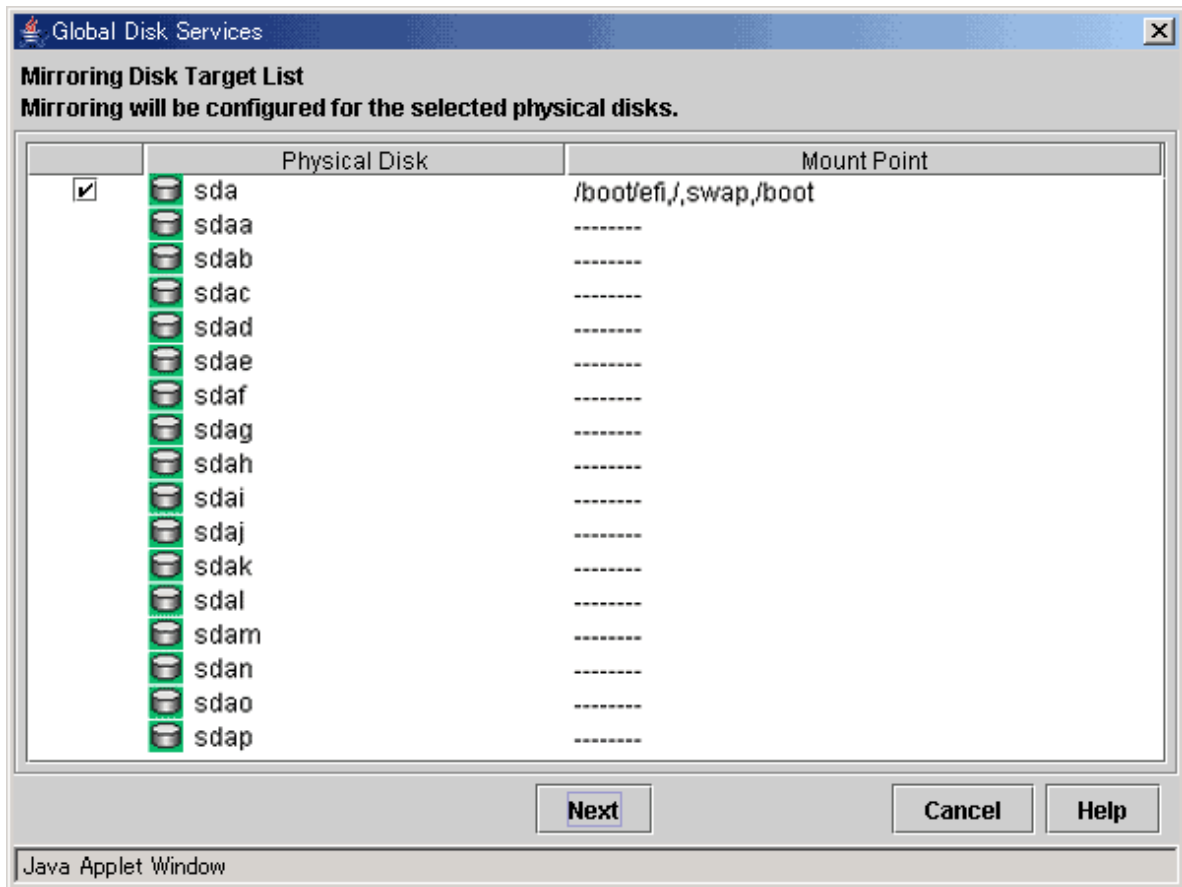 Global Disk Services
Mirroring Disk Target List
Mirroring will be configured for the selected physical disks.
Physical Disk Mount Point
sda /boot/efi,/,swap,/boot
sdaa --------
sdab --------
sdac --------
sdad --------
sdae --------
sdaf --------
sdag --------
sdah --------
sdai --------
sdaj --------
sdak --------
sdal --------
sdam --------
sdan --------
sdao --------
sdap --------
Next Cancel Help
Java Applet Window